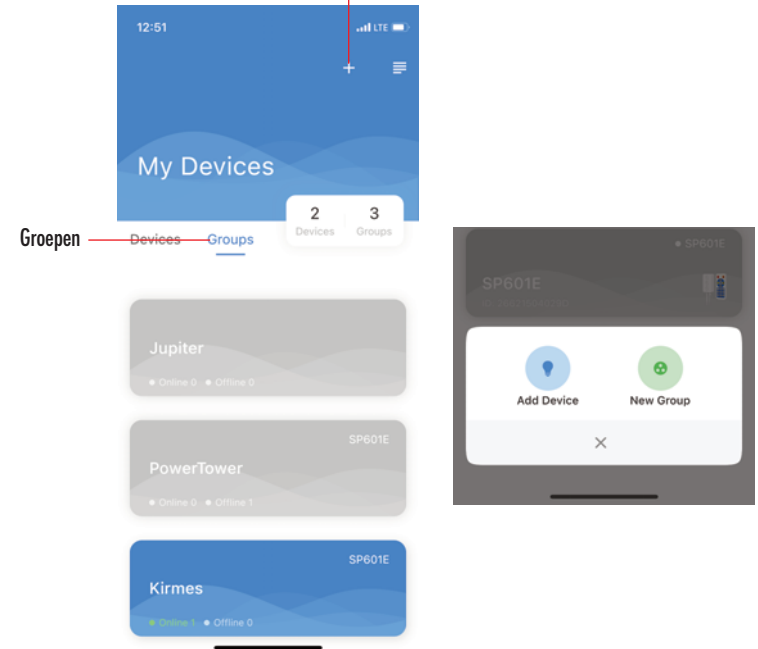 12:51
LTE
My Devices
2
Devices
3
Groups
Groepen
Devices
Groups
Jupiter
Online 0 Offline 0
SP601E
PowerTower
Online 0 Offline 1
SP601E
Kirmes
Online 1 Offline 0
SP601E
SP601E
Add Device
New Group